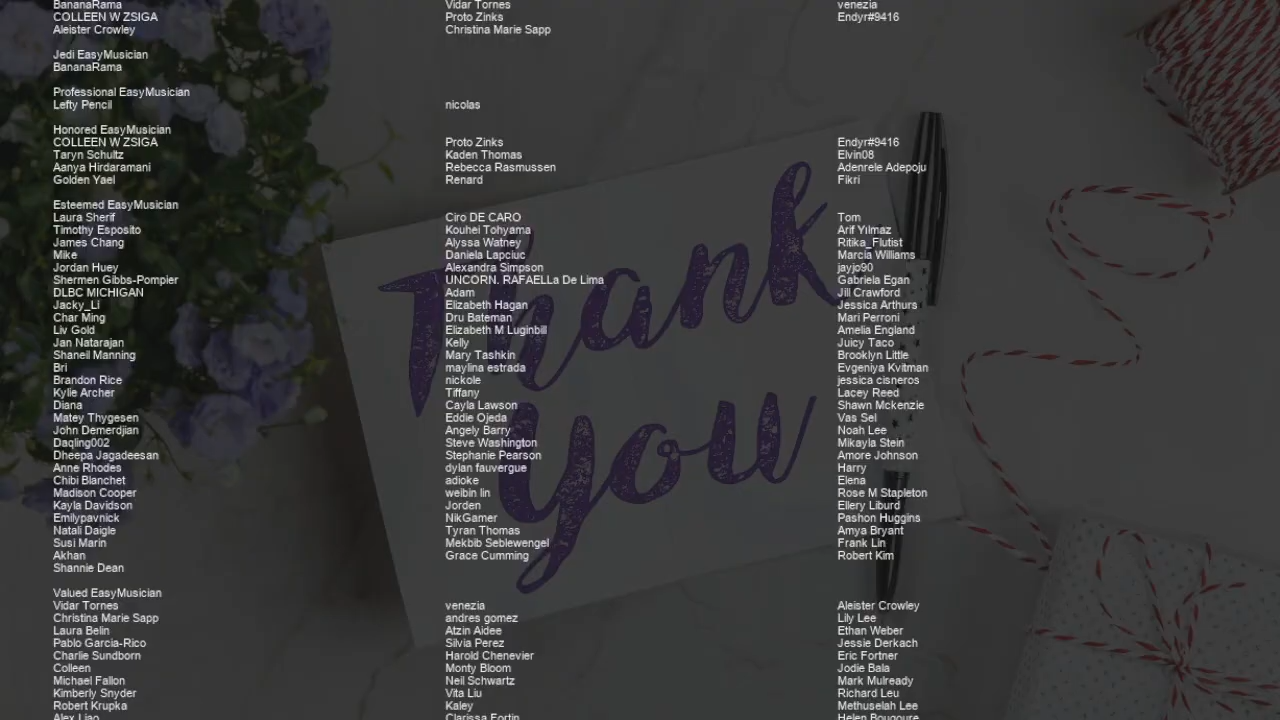 BananaRama Vidar Tornes venezia
COLLEEN W ZSIGA Proto Zinks Endyr#9416
Aleister Crowley Christina Marie Sapp
Jedi EasyMusician
BananaRama
Professional EasyMusician
Lefty Pencil nicolas
Honored EasyMusician
COLLEEN W ZSIGA Proto Zinks Endyr#9416
Taryn Schultz Kaden Thomas Elvin08
Aanya Hirdaramani Rebecca Rasmussen Adenrele Adepoju
Golden Yael Renard Fikri
Esteemed EasyMusician
Laura Sherif Ciro DE CARO Tom
Timothy Esposito Kouhei Tohyama Arif Yılmaz
James Chang Alyssa Watney Ritika_Flutist
Mike Daniela Lapciuc Marcia Williams
Jordan Huey Alexandra Simpson jayjo90
Shermen Gibbs-Pompier UNCORN. RAFAELLa De Lima Gabriela Egan
DLBC MICHIGAN Adam Jill Crawford
Jacky_Li Elizabeth Hagan Jessica Arthurs
Char Ming Dru Bateman Mari Perroni
Liv Gold Elizabeth M Luginbill Amelia England
Jan Natarajan Kelly Juicy Taco
Shaneil Manning Mary Tashkin Brooklyn Little
Bri maylina estrada Evgeniya Kvitman
Brandon Rice nickole jessica cisneros
Kylie Archer Tiffany Lacey Reed
Diana Cayla Lawson Shawn Mckenzie
Matey Thygesen Eddie Ojeda Vas Sel
John Demerdjian Angely Barry Noah Lee
Daqling002 Steve Washington Mikayla Stein
Dheepa Jagadeesan Stephanie Pearson Amore Johnson
Anne Rhodes dylan fauvergue Harry
Chibi Blanchet adioke Elena
Madison Cooper weibin lin Rose M Stapleton
Kayla Davidson Jorden Ellery Liburd
Emilypavnick NikGamer Pashon Huggins
Natali Daigle Tyran Thomas Amya Bryant
Susi Marin Mekbib Seblewengel Frank Lin
Akhan Grace Cumming Robert Kim
Shannie Dean
Valued EasyMusician
Vidar Tornes venezia Aleister Crowley
Christina Marie Sapp andres gomez Lily Lee
Laura Belin Atzin Aidee Ethan Weber
Pablo Garcia-Rico Silvia Perez Jessie Derkach
Charlie Sundborn Harold Chenevier Eric Fortner
Colleen Monty Bloom Jodie Bala
Michael Fallon Neil Schwartz Mark Mulready
Kimberly Snyder Vita Liu Richard Leu
Robert Krupka Kaley Methuselah Lee
Alex Liao Clarissa Fortin Helen Bougoure
Thank
you